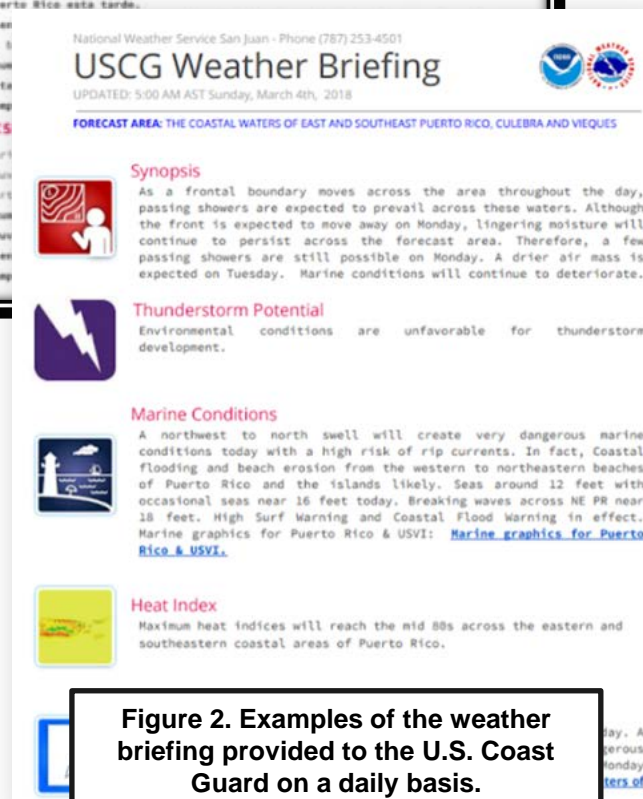 erto Rico esta tarde.
National Weather Service San Juan - Phone (787) 253-4501
USCG Weather Briefing
UPDATED: 5:00 AM AST Sunday, March 4th, 2018
FORECAST AREA: THE COASTAL WATERS OF EAST AND SOUTHEAST PUERTO RICO, CULEBRA AND VIEQUES
Synopsis
As a frontal boundary moves across the area throughout the day,
passing showers are expected to prevail across these waters. Although
the front is expected to move away on Monday, lingering moisture will
continue to persist across the forecast area. Therefore, a few
passing showers are still possible on Monday. A drier air mass is
expected on Tuesday. Marine conditions will continue to deteriorate.
Thunderstorm Potential
Environmental conditions are unfavorable for thunderstorm
development.
Marine Conditions
A northwest to north swell will create very dangerous marine
conditions today with a high risk of rip currents. In fact, Coastal
flooding and beach erosion from the western to northeastern beaches
of Puerto Rico and the islands likely. Seas around 12 feet with
occasional seas near 16 feet today. Breaking waves across NE PR near
18 feet. High Surf Warning and Coastal Flood Warning in effect.
Marine graphics for Puerto Rico & USVI: Marine graphics for Puerto
Rico & USVI.
Heat Index
Maximum heat indices will reach the mid 80s across the eastern and
southeastern coastal areas of Puerto Rico.
Figure 2. Examples of the weather
briefing provided to the U.S. Coast
Guard on a daily basis.
day. A
gerous
Monday
ters of